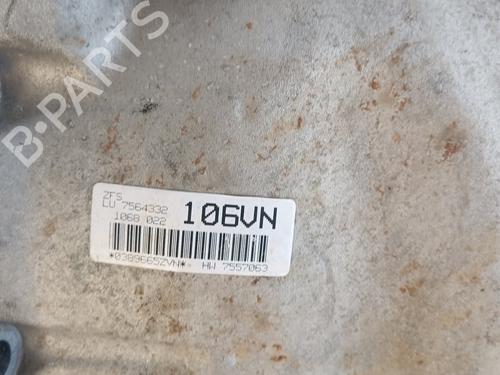 B-PARTS
ZFS
LU 7564332
1068 022
106VN
*0389665ZVN*- HW 7557063